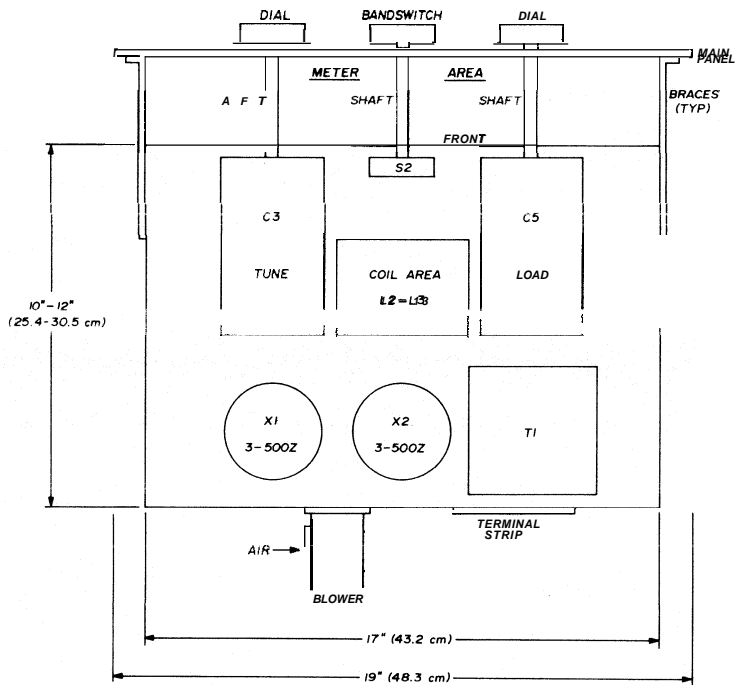 DIAL
BANDSWITCH
DIAL
MAIN
PANEL
METER AREA
A F T
SHAFT
SHAFT
BRACES
(TYP)
FRONT
S2
C3
TUNE
C5
LOAD
COIL AREA
10"-12"
(25.4-30.5 cm)
X1
3-500Z
X2
3-500Z
T1
TERMINAL
STRIP
AIR
BLOWER
17" (43.2 cm)
19" (48.3 cm)